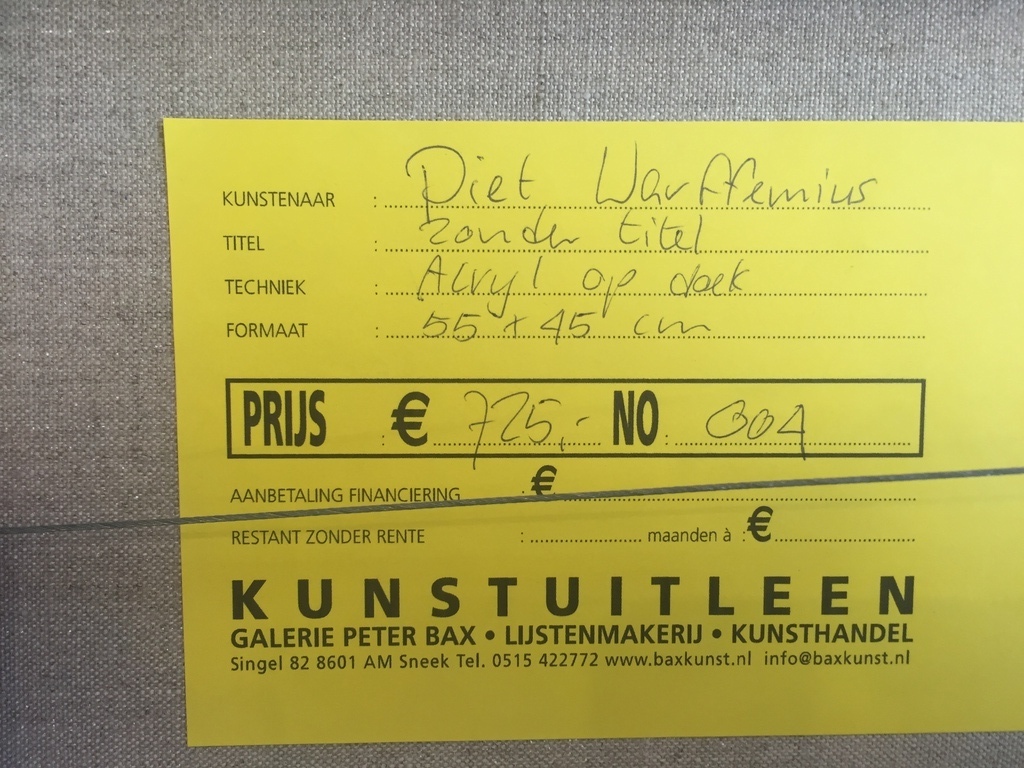 KUNSTENAAR : Piet Warffemius
TITEL : zonder titel
TECHNIEK : Acryl op doek
FORMAAT : 55 x 45 cm
PRIJS : € 725,- NO : 004
AANBETALING FINANCIERING : €
RESTANT ZONDER RENTE : maanden à : €
KUNSTUITLEEN
GALERIE PETER BAX • LIJSTENMAKERIJ • KUNSTHANDEL
Singel 82 8601 AM Sneek Tel. 0515 422772 www.baxkunst.nl info@baxkunst.nl